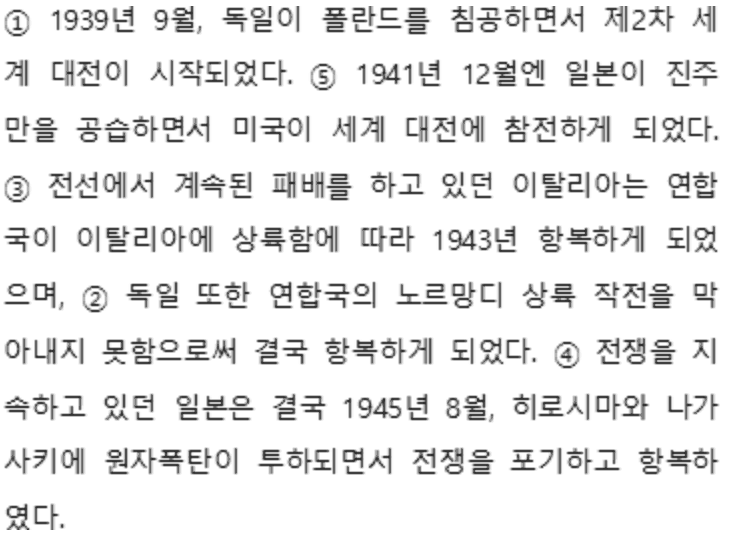 ① 1939년 9월, 독일이 폴란드를 침공하면서 제2차 세
계 대전이 시작되었다. ⑤ 1941년 12월엔 일본이 진주
만을 공습하면서 미국이 세계 대전에 참전하게 되었다.
③ 전선에서 계속된 패배를 하고 있던 이탈리아는 연합
국이 이탈리아에 상륙함에 따라 1943년 항복하게 되었
으며, ② 독일 또한 연합국의 노르망디 상륙 작전을 막
아내지 못함으로써 결국 항복하게 되었다. ④ 전쟁을 지
속하고 있던 일본은 결국 1945년 8월, 히로시마와 나가
사키에 원자폭탄이 투하되면서 전쟁을 포기하고 항복하
였다.